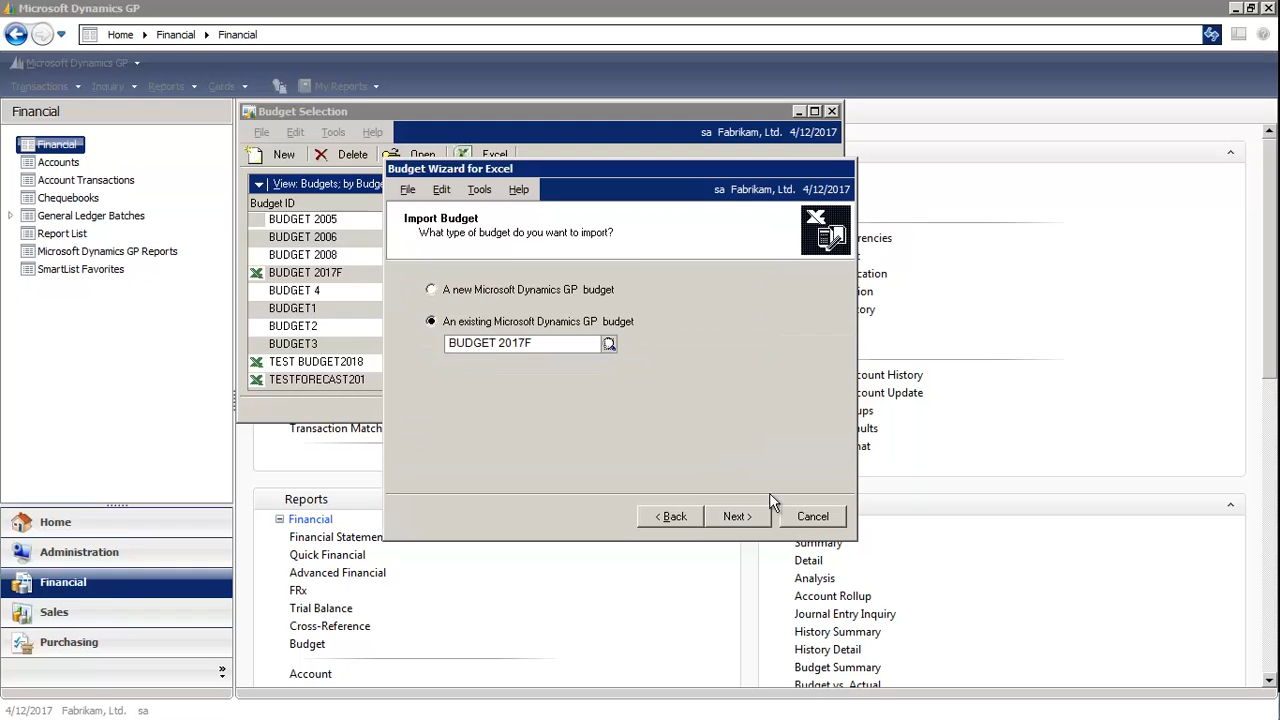 Microsoft Dynamics GP
Home Financial Financial
Microsoft Dynamics GP
Transactions Inquiry Reports Cards My Reports
Financial
Financial
Accounts
Account Transactions
Chequebooks
General Ledger Batches
Report List
Microsoft Dynamics GP Reports
SmartList Favorites
Home
Administration
Financial
Sales
Purchasing
Budget Selection
File Edit Tools Help
sa Fabrikam, Ltd. 4/12/2017
New Delete Open Excel
View: Budgets; by Budge
Budget ID
BUDGET 2005
BUDGET 2006
BUDGET 2008
BUDGET 2017F
BUDGET 4
BUDGET1
BUDGET2
BUDGET3
TEST BUDGET2018
TESTFORECAST201
Budget Wizard for Excel
File Edit Tools Help
sa Fabrikam, Ltd. 4/12/2017
Import Budget
What type of budget do you want to import?
A new Microsoft Dynamics GP budget
An existing Microsoft Dynamics GP budget
BUDGET 2017F
< Back Next > Cancel
Transaction Match
Reports
Financial
Financial Statemen
Quick Financial
Advanced Financial
FRx
Trial Balance
Cross-Reference
Budget
Account
rencies
ication
ion
ory
count History
count Update
ups
ults
mat
Summary
Detail
Analysis
Account Rollup
Journal Entry Inquiry
History Summary
History Detail
Budget Summary
Budget vs. Actual
4/12/2017 Fabrikam, Ltd. sa